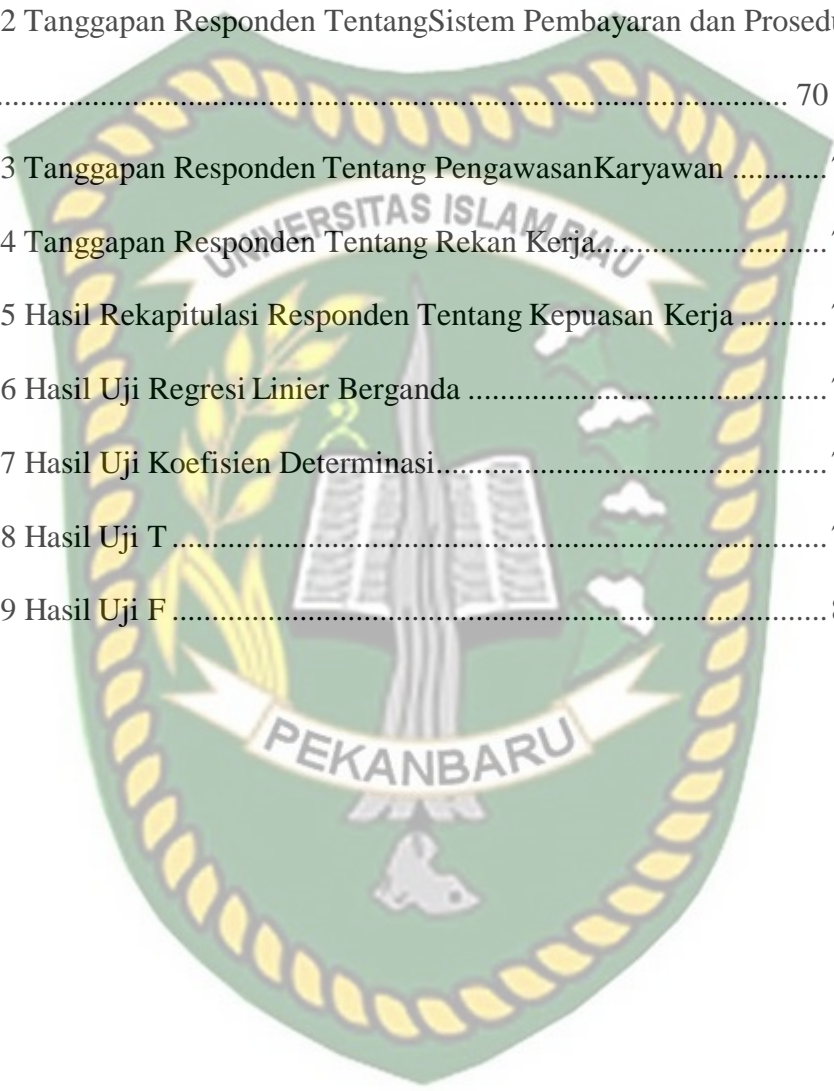 2 Tanggapan Responden TentangSistem Pembayaran dan Prosedu
....................................................................................... 70
3 Tanggapan Responden Tentang PengawasanKaryawan ............
4 Tanggapan Responden Tentang Rekan Kerja.............................
5 Hasil Rekapitulasi Responden Tentang Kepuasan Kerja ...........
6 Hasil Uji Regresi Linier Berganda .............................................
7 Hasil Uji Koefisien Determinasi.................................................
8 Hasil Uji T .................................................................................
9 Hasil Uji F .................................................................................8
UNIVERSITAS ISLAM RIAU
PEKANBARU